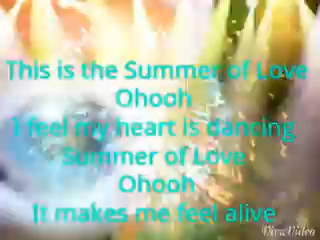 This is the Summer of Love
Ohooh
I feel my heart is dancing
Summer of Love
Ohooh
It makes me feel alive
VivaVideo